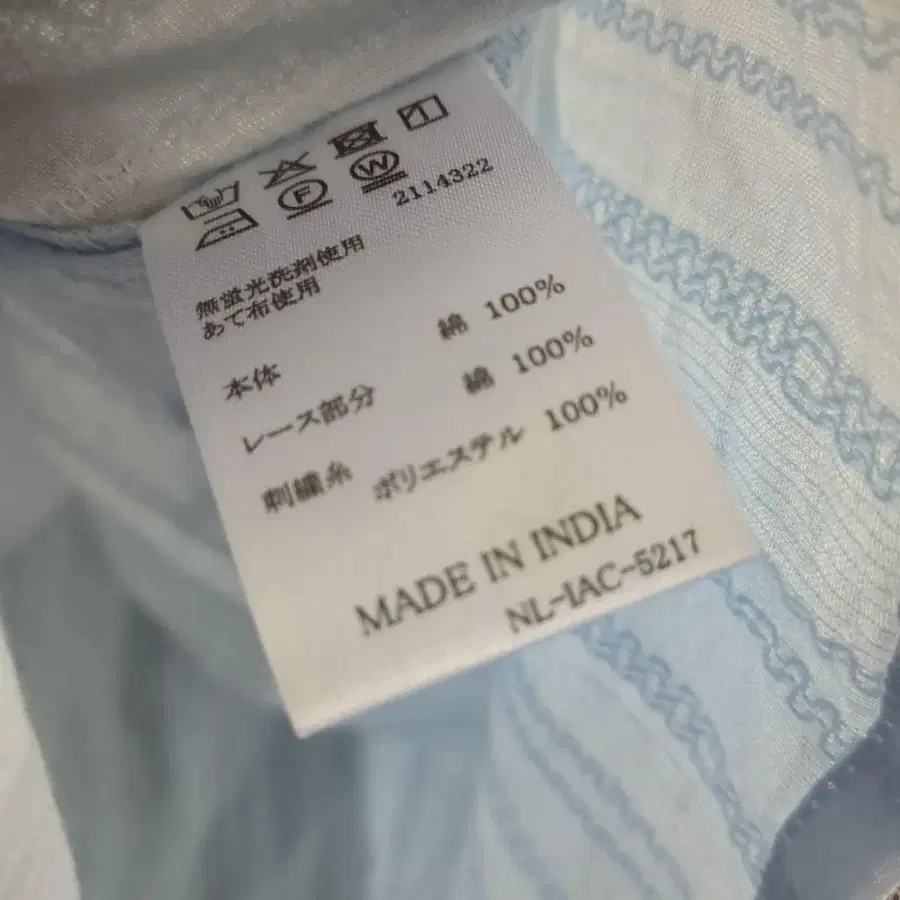 F W
2114322
無蛍光洗剤使用
あて布使用
本体 綿 100%
レース部分 綿 100%
刺繍糸 ポリエステル 100%
MADE IN INDIA
NL-IAC-5217